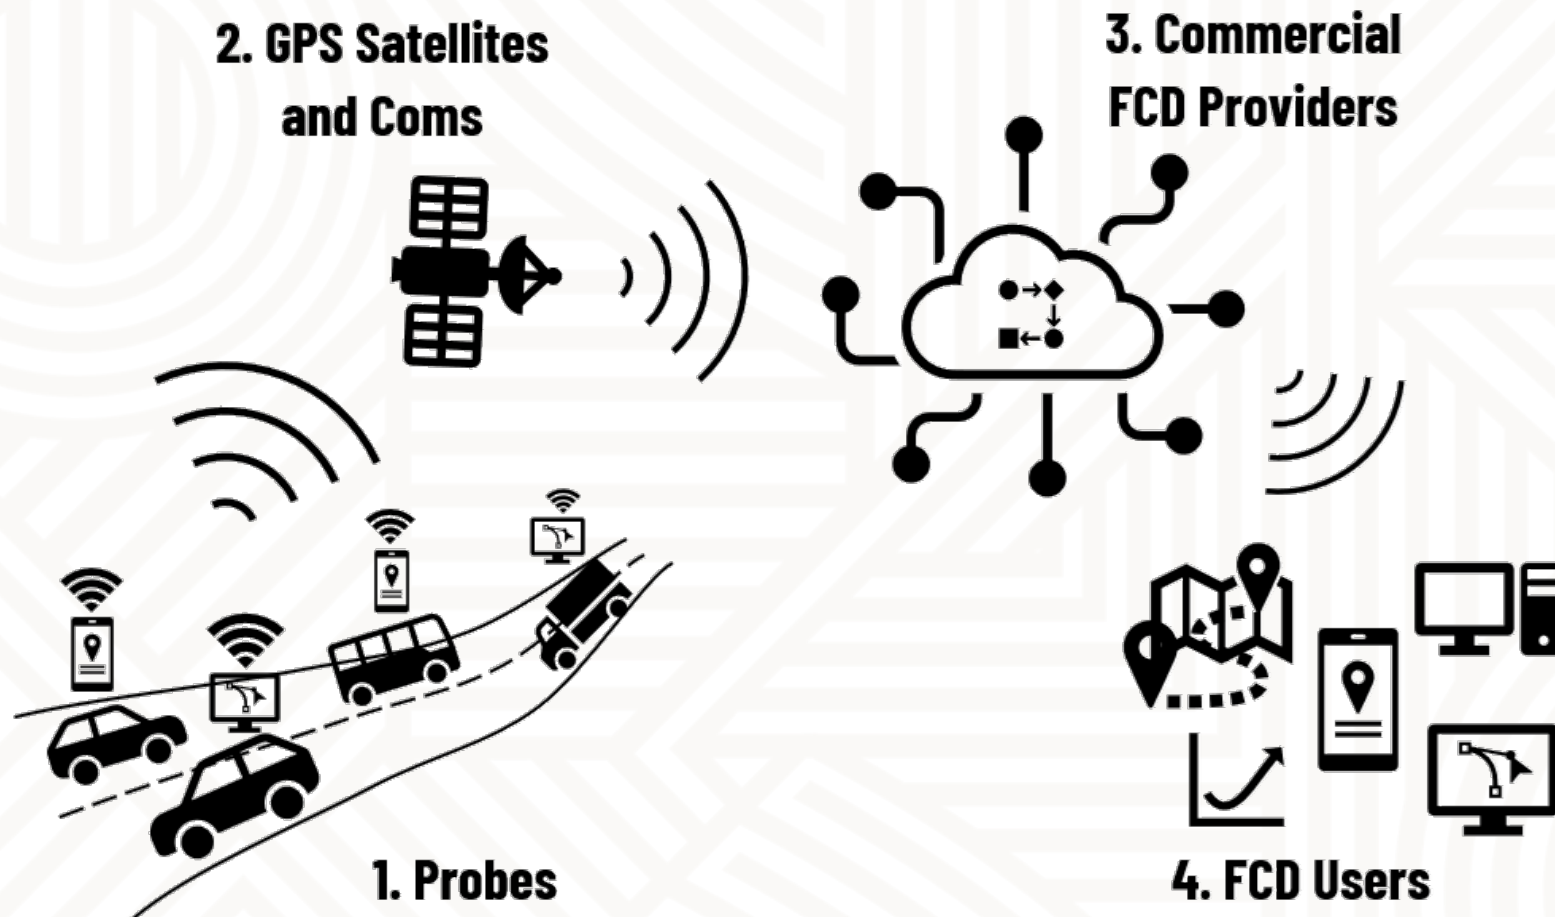 2. GPS Satellites
and Coms
3. Commercial
FCD Providers
1. Probes
4. FCD Users